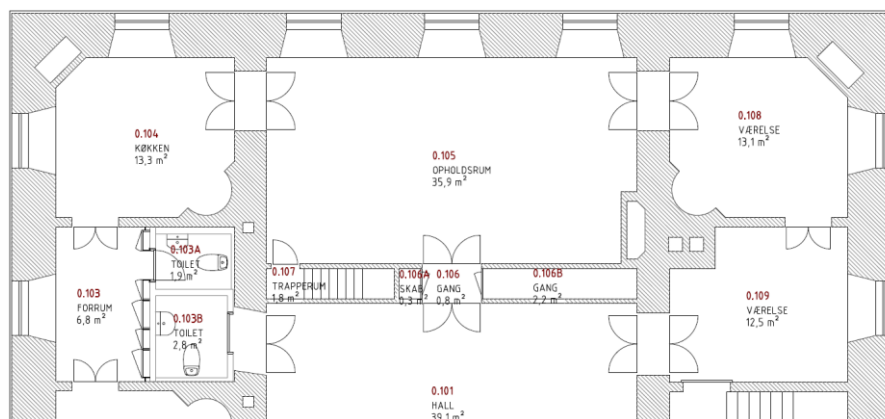 0.104
KØKKEN
13,3 m²
0.105
OPHOLDSRUM
35,9 m²
0.108
VÆRELSE
13,1 m²
0.103A
TOILET
1,9 m²
0.107
TRAPPERUM
1,8 m²
0.106A
SKAB
0,3 m²
0.106
GANG
0,8 m²
0.106B
GANG
2,2 m²
0.103
FORRUM
6,8 m²
0.103B
TOILET
2,8 m²
0.109
VÆRELSE
12,5 m²
0.101
HALL
39,1 m²